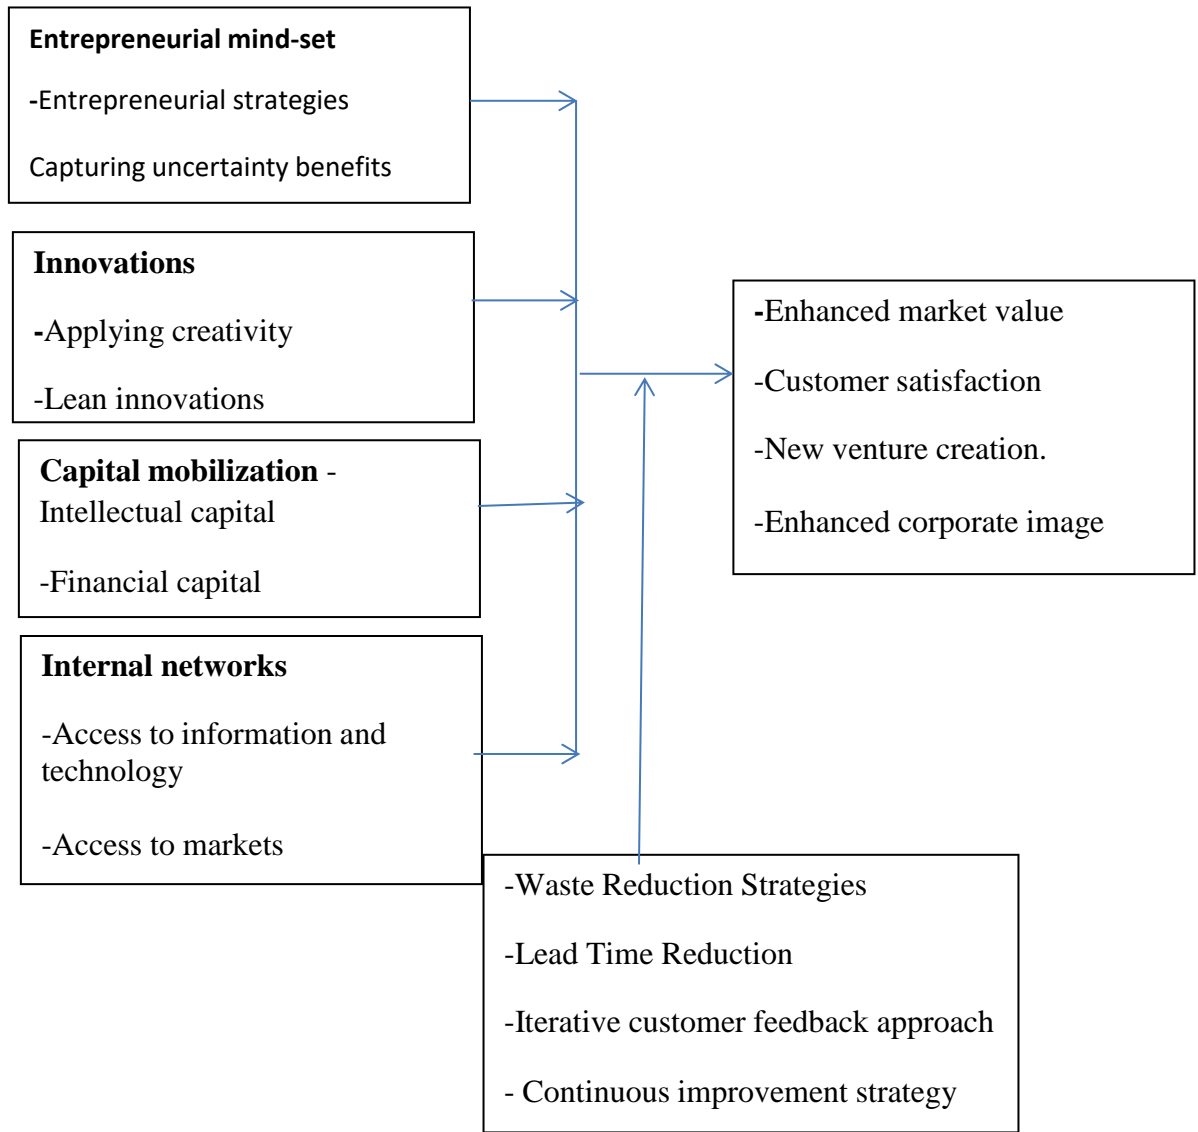 Entrepreneurial mind-set
-Entrepreneurial strategies
Capturing uncertainty benefits
Innovations
-Applying creativity
-Lean innovations
Capital mobilization -
Intellectual capital
-Financial capital
Internal networks
-Access to information and
technology
-Access to markets
-Enhanced market value
-Customer satisfaction
-New venture creation.
-Enhanced corporate image
-Waste Reduction Strategies
-Lead Time Reduction
-Iterative customer feedback approach
- Continuous improvement strategy